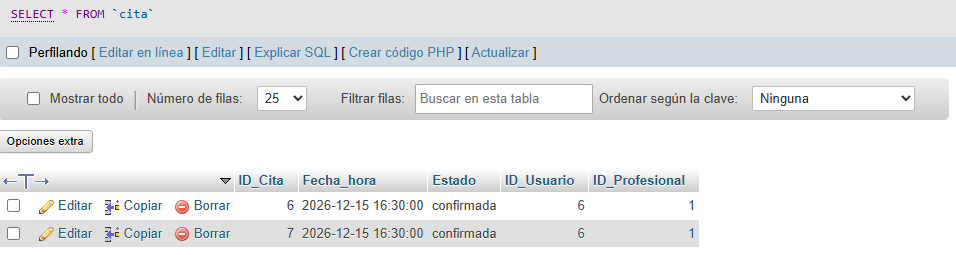 SELECT * FROM `cita`
Perfilando [ Editar en línea ] [ Editar ] [ Explicar SQL ] [ Crear código PHP ] [ Actualizar ]
Mostrar todo | Número de filas: 25 Filtrar filas: Buscar en esta tabla Ordenar según la clave: Ninguna
Opciones extra
←T→ ID_Cita Fecha_hora Estado ID_Usuario ID_Profesional
Editar Copiar Borrar 6 2026-12-15 16:30:00 confirmada 6 1
Editar Copiar Borrar 7 2026-12-15 16:30:00 confirmada 6 1